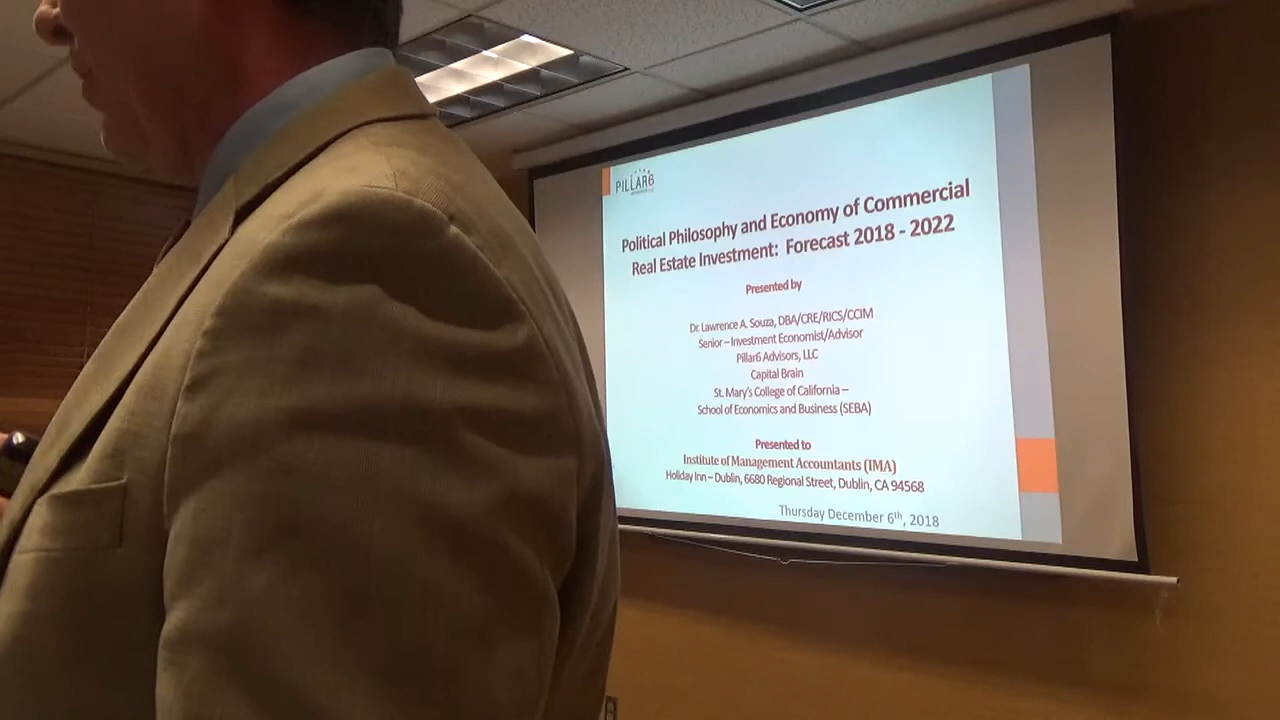 PILLAR6
Political Philosophy and Economy of Commercial
Real Estate Investment: Forecast 2018 - 2022
Presented by
Dr. Lawrence A. Souza, DBA/CRE/RICS/CCIM
Senior – Investment Economist/Advisor
Pillar6 Advisors, LLC
Capital Brain
St. Mary's College of California –
School of Economics and Business (SEBA)
Presented to
Institute of Management Accountants (IMA)
Holiday Inn – Dublin, 6680 Regional Street, Dublin, CA 94568
Thursday December 6th, 2018